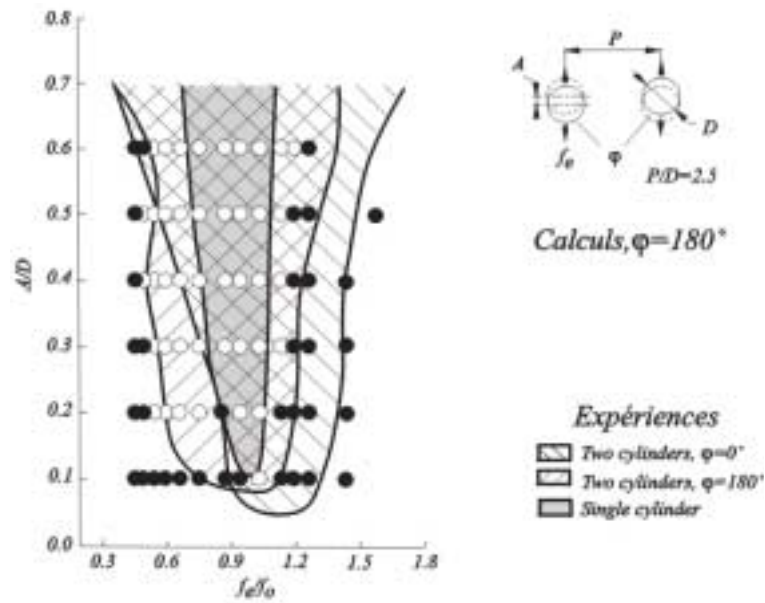 0.8
0.7
0.6
0.5
0.4
0.3
0.2
0.1
0.0
A/D
0.3 0.6 0.9 1.2 1.5 1.8
fe/fo
P
A
D
fe φ
P/D=2.5
Calculs,φ=180°
Expériences
Two cylinders, φ=0°
Two cylinders, φ=180°
Single cylinder